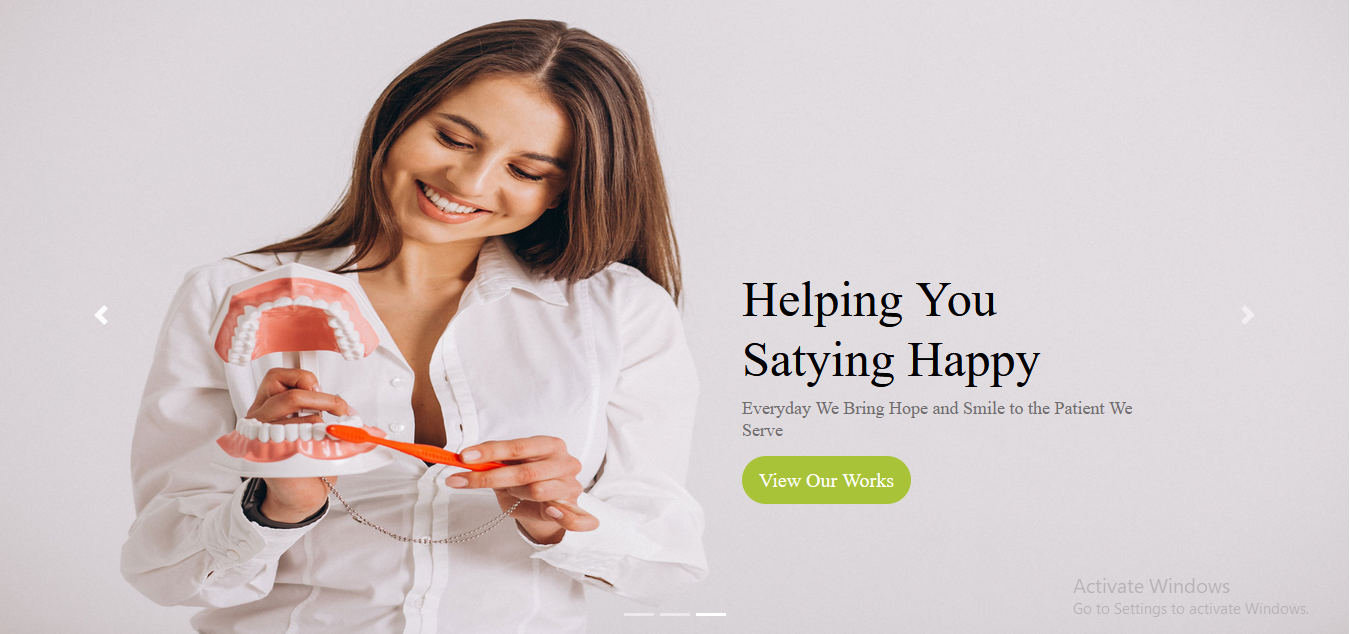 Helping You
Satying Happy
Everyday We Bring Hope and Smile to the Patient We
Serve
View Our Works
Activate Windows
Go to Settings to activate Windows.